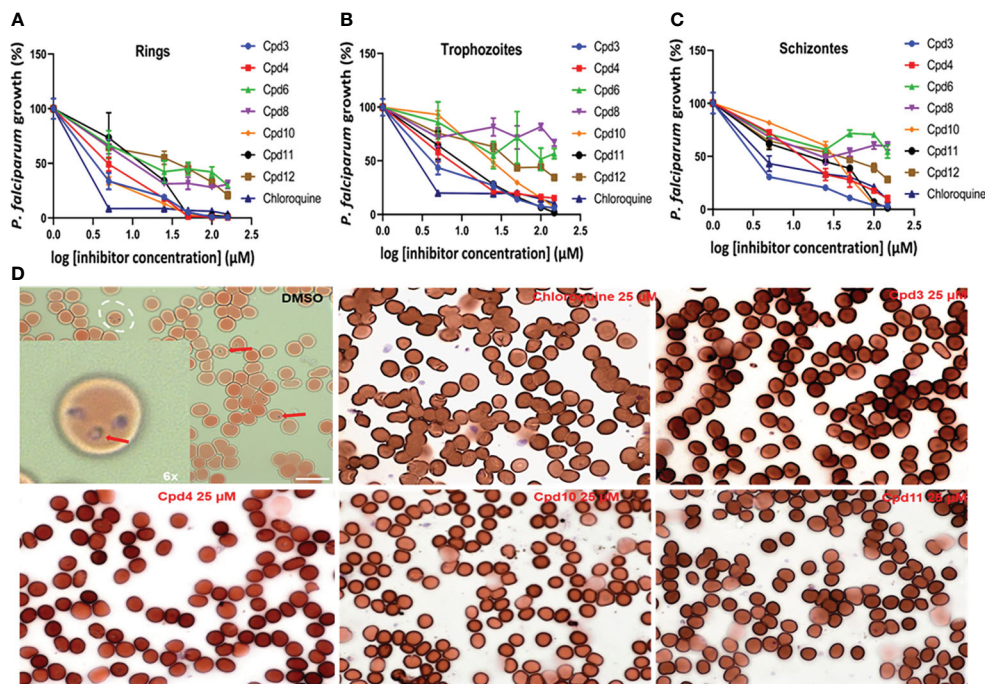 A
Rings
P. falciparum growth (%)
150
100
50
0
0.0 0.5 1.0 1.5 2.0 2.5
log [inhibitor concentration] (µM)
Cpd3
Cpd4
Cpd6
Cpd8
Cpd10
Cpd11
Cpd12
Chloroquine
B
Trophozoites
P. falciparum growth (%)
150
100
50
0
0.0 0.5 1.0 1.5 2.0 2.5
log [inhibitor concentration] (µM)
Cpd3
Cpd4
Cpd6
Cpd8
Cpd10
Cpd11
Cpd12
Chloroquine
C
Schizontes
P. falciparum growth (%)
150
100
50
0
0.0 0.5 1.0 1.5 2.0 2.5
log [inhibitor concentration] (µM)
Cpd3
Cpd4
Cpd6
Cpd8
Cpd10
Cpd11
Cpd12
Chloroquine
D
DMSO
6x
Chloroquine 25 µM
Cpd3 25 µM
Cpd4 25 µM
Cpd10 25 µM
Cpd11 25 µM